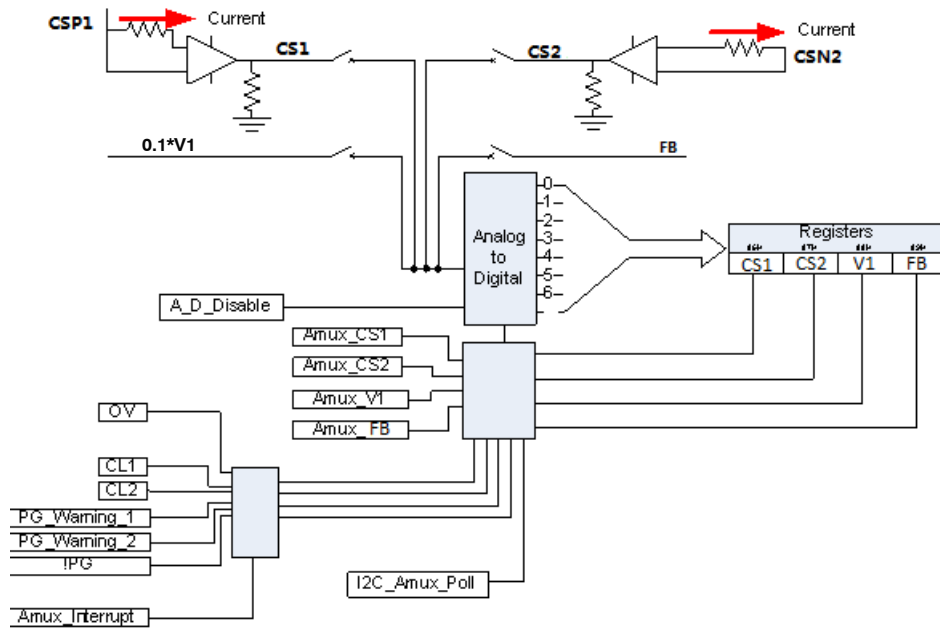 CSP1
Current
CS1
CS2
Current
CSN2
0.1*V1
FB
Analog
to
Digital
0
1
2
3
4
5
6
Registers
CS1 CS2 V1 FB
A_D_Disable
Amux_CS1
Amux_CS2
Amux_V1
Amux_FB
OV
CL1
CL2
PG_Warning_1
PG_Warning_2
!PG
I2C_Amux_Poll
Amux_Interrupt